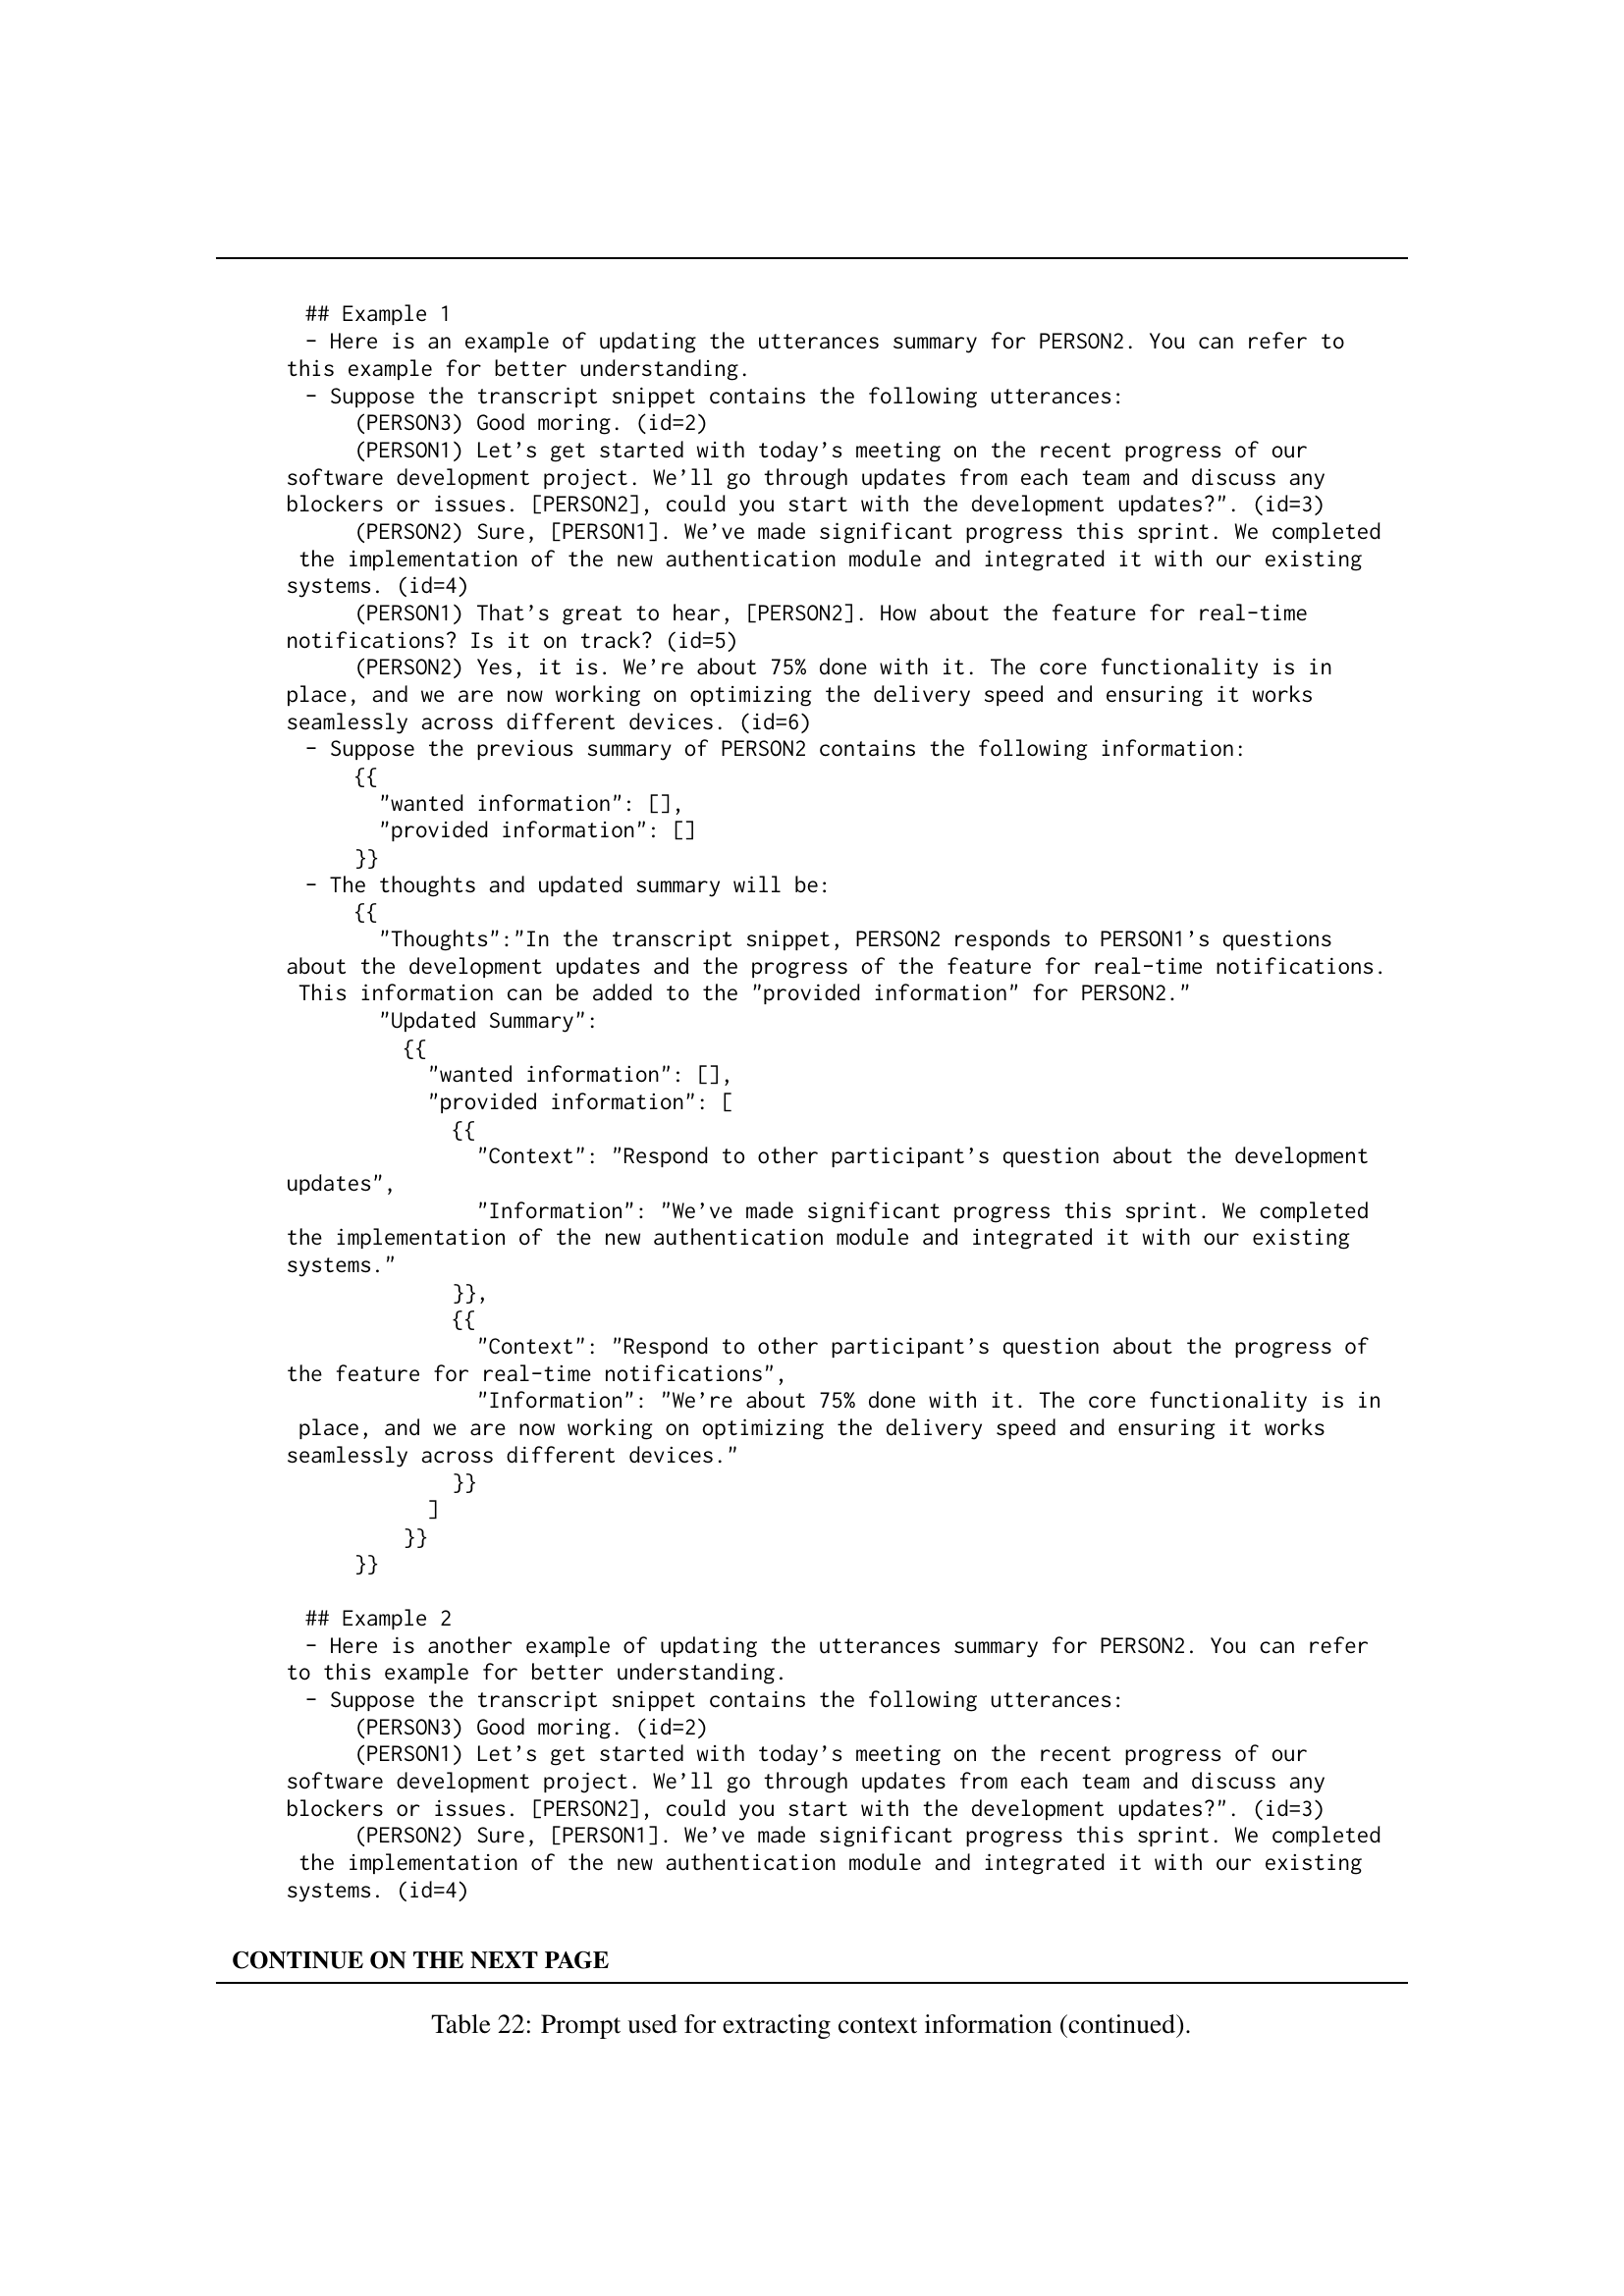 ## Example 1
- Here is an example of updating the utterances summary for PERSON2. You can refer to
this example for better understanding.
- Suppose the transcript snippet contains the following utterances:
(PERSON3) Good moring. (id=2)
(PERSON1) Let's get started with today's meeting on the recent progress of our
software development project. We'll go through updates from each team and discuss any
blockers or issues. [PERSON2], could you start with the development updates?". (id=3)
(PERSON2) Sure, [PERSON1]. We've made significant progress this sprint. We completed
the implementation of the new authentication module and integrated it with our existing
systems. (id=4)
(PERSON1) That's great to hear, [PERSON2]. How about the feature for real-time
notifications? Is it on track? (id=5)
(PERSON2) Yes, it is. We're about 75% done with it. The core functionality is in
place, and we are now working on optimizing the delivery speed and ensuring it works
seamlessly across different devices. (id=6)
- Suppose the previous summary of PERSON2 contains the following information:
{{
"wanted information": [],
"provided information": []
}}
- The thoughts and updated summary will be:
{{
"Thoughts":"In the transcript snippet, PERSON2 responds to PERSON1's questions
about the development updates and the progress of the feature for real-time notifications.
This information can be added to the "provided information" for PERSON2."
"Updated Summary":
{{
"wanted information": [],
"provided information": [
{{
"Context": "Respond to other participant's question about the development
updates",
"Information": "We've made significant progress this sprint. We completed
the implementation of the new authentication module and integrated it with our existing
systems."
}},
{{
"Context": "Respond to other participant's question about the progress of
the feature for real-time notifications",
"Information": "We're about 75% done with it. The core functionality is in
place, and we are now working on optimizing the delivery speed and ensuring it works
seamlessly across different devices."
}}
]
}}
}}
## Example 2
- Here is another example of updating the utterances summary for PERSON2. You can refer
to this example for better understanding.
- Suppose the transcript snippet contains the following utterances:
(PERSON3) Good moring. (id=2)
(PERSON1) Let's get started with today's meeting on the recent progress of our
software development project. We'll go through updates from each team and discuss any
blockers or issues. [PERSON2], could you start with the development updates?". (id=3)
(PERSON2) Sure, [PERSON1]. We've made significant progress this sprint. We completed
the implementation of the new authentication module and integrated it with our existing
systems. (id=4)
CONTINUE ON THE NEXT PAGE
Table 22: Prompt used for extracting context information (continued).